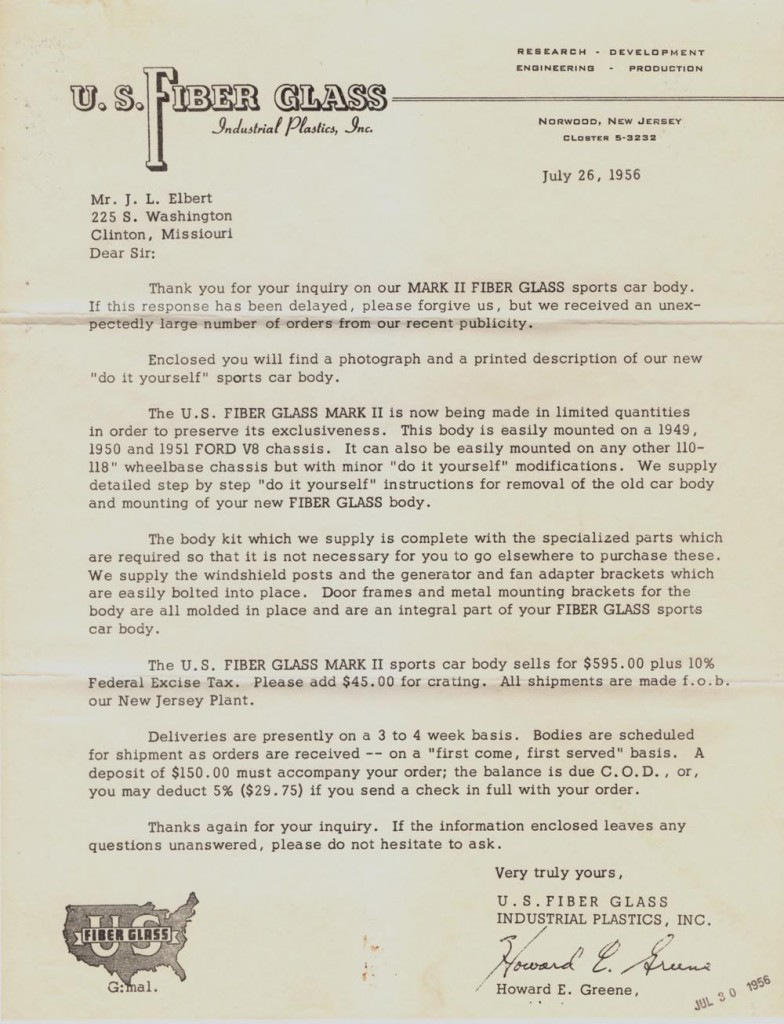 RESEARCH - DEVELOPMENT
ENGINEERING - PRODUCTION
U. S. FIBER GLASS
Industrial Plastics, Inc.
NORWOOD, NEW JERSEY
CLOSTER 5-3232
July 26, 1956
Mr. J. L. Elbert
225 S. Washington
Clinton, Missouri
Dear Sir:
Thank you for your inquiry on our MARK II FIBER GLASS sports car body.
If this response has been delayed, please forgive us, but we received an unex-
pectedly large number of orders from our recent publicity.
Enclosed you will find a photograph and a printed description of our new
"do it yourself" sports car body.
The U.S. FIBER GLASS MARK II is now being made in limited quantities
in order to preserve its exclusiveness. This body is easily mounted on a 1949,
1950 and 1951 FORD V8 chassis. It can also be easily mounted on any other 110-
118" wheelbase chassis but with minor "do it yourself" modifications. We supply
detailed step by step "do it yourself" instructions for removal of the old car body
and mounting of your new FIBER GLASS body.
The body kit which we supply is complete with the specialized parts which
are required so that it is not necessary for you to go elsewhere to purchase these.
We supply the windshield posts and the generator and fan adapter brackets which
are easily bolted into place. Door frames and metal mounting brackets for the
body are all molded in place and are an integral part of your FIBER GLASS sports
car body.
The U.S. FIBER GLASS MARK II sports car body sells for $595.00 plus 10%
Federal Excise Tax. Please add $45.00 for crating. All shipments are made f.o.b.
our New Jersey Plant.
Deliveries are presently on a 3 to 4 week basis. Bodies are scheduled
for shipment as orders are received -- on a "first come, first served" basis. A
deposit of $150.00 must accompany your order; the balance is due C.O.D., or,
you may deduct 5% ($29.75) if you send a check in full with your order.
Thanks again for your inquiry. If the information enclosed leaves any
questions unanswered, please do not hesitate to ask.
Very truly yours,
U.S. FIBER GLASS
INDUSTRIAL PLASTICS, INC.
Howard E. Greene
Howard E. Greene,
US
FIBER GLASS
G:mal.
JUL 30 1956